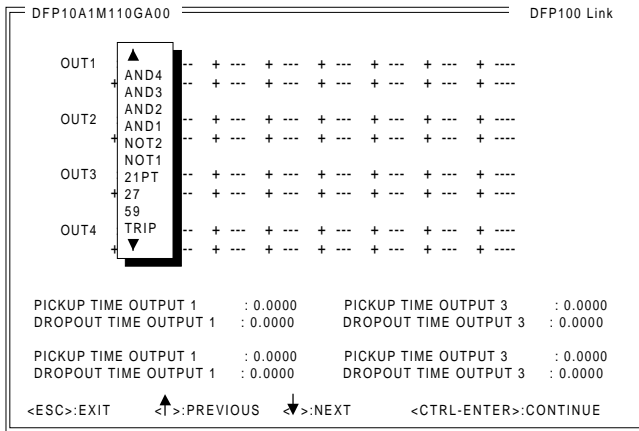 DFP10A1M110GA00 DFP100 Link
OUT1 -- + --- + --- + --- + --- + --- + ----
+ -- + --- + --- + --- + --- + --- + ----
OUT2 -- + --- + --- + --- + --- + --- + ----
+ -- + --- + --- + --- + --- + --- + ----
OUT3 -- + --- + --- + --- + --- + --- + ----
+ -- + --- + --- + --- + --- + --- + ----
OUT4 -- + --- + --- + --- + --- + --- + ----
+ -- + --- + --- + --- + --- + --- + ----
AND4
AND3
AND2
AND1
NOT2
NOT1
21PT
27
59
TRIP
PICKUP TIME OUTPUT 1 : 0.0000 PICKUP TIME OUTPUT 3 : 0.0000
DROPOUT TIME OUTPUT 1 : 0.0000 DROPOUT TIME OUTPUT 3 : 0.0000
PICKUP TIME OUTPUT 1 : 0.0000 PICKUP TIME OUTPUT 3 : 0.0000
DROPOUT TIME OUTPUT 1 : 0.0000 DROPOUT TIME OUTPUT 3 : 0.0000
<ESC>:EXIT <↑>:PREVIOUS <↓>:NEXT <CTRL-ENTER>:CONTINUE